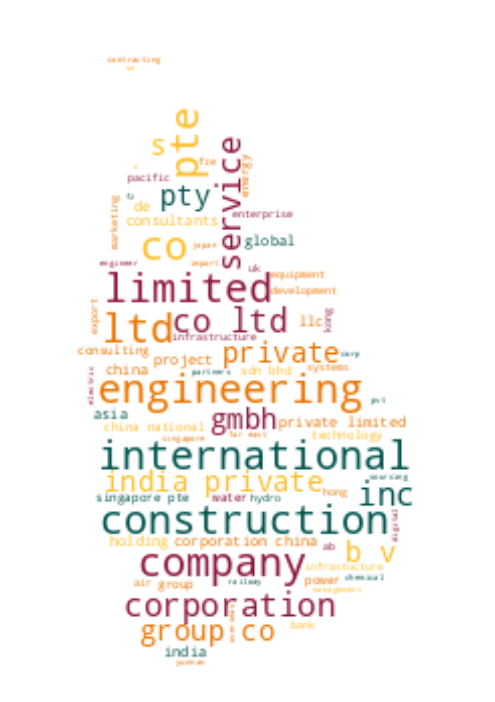 contracting
co
pte
s
service
fze
energy
pacific
pty
de
marketing
consultants
enterprise
co
japan
global
engineer
import
uk
limited
equipment
development
export
ltd
co ltd
llc
kong
infrastructure
consulting
project
private
corp
china
partners
sdn bhd
systems
electric
engineering
asia
gmbh
private limited
china national
singapore
far east
technology
international
india private
sourcing
singapore pte
water
hydro
hong
inc
construction
digital
holding
corporation china
ab
b v
company
infrastucture
air
group
railway
power
chemical
management
corporation
group co
overseas
bank
india
yunnan